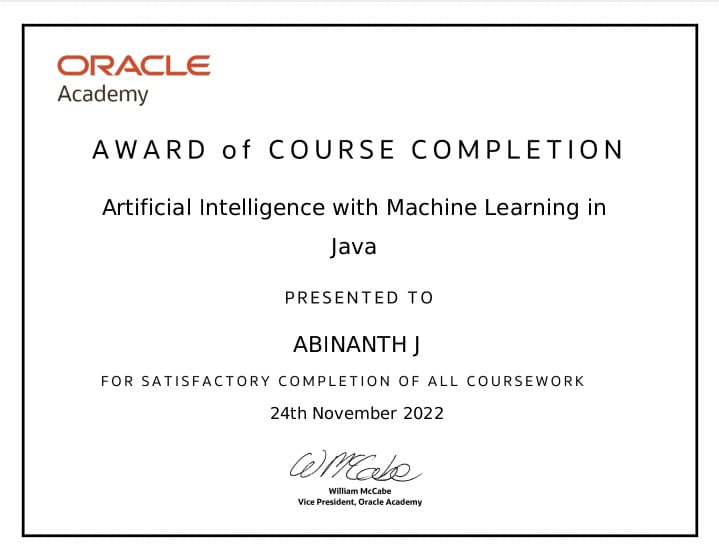 ORACLE
Academy
AWARD of COURSE COMPLETION
Artificial Intelligence with Machine Learning in
Java
PRESENTED TO
ABINANTH J
FOR SATISFACTORY COMPLETION OF ALL COURSEWORK
24th November 2022
WMcCabe
William McCabe
Vice President, Oracle Academy